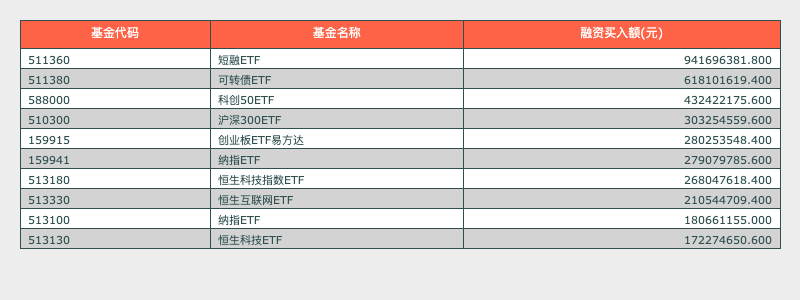 基金代码 基金名称 融资买入额(元)
511360 短融ETF 941696381.800
511380 可转债ETF 618101619.400
588000 科创50ETF 432422175.600
510300 沪深300ETF 303254559.600
159915 创业板ETF易方达 280253548.400
159941 纳指ETF 279079785.600
513180 恒生科技指数ETF 268047618.400
513330 恒生互联网ETF 210544709.400
513100 纳指ETF 180661155.000
513130 恒生科技ETF 172274650.600